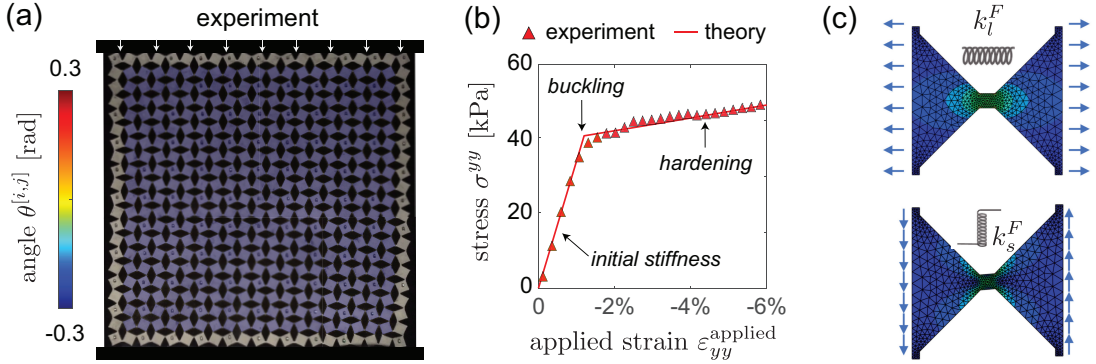 (a)
experiment
0.3
angle θ^[i,j] [rad]
-0.3
(b)
▲ experiment — theory
60
40
20
0
stress σ^yy [kPa]
buckling
hardening
initial stiffness
0 -2% -4% -6%
applied strain ε_yy^applied
(c)
k_l^F
k_s^F